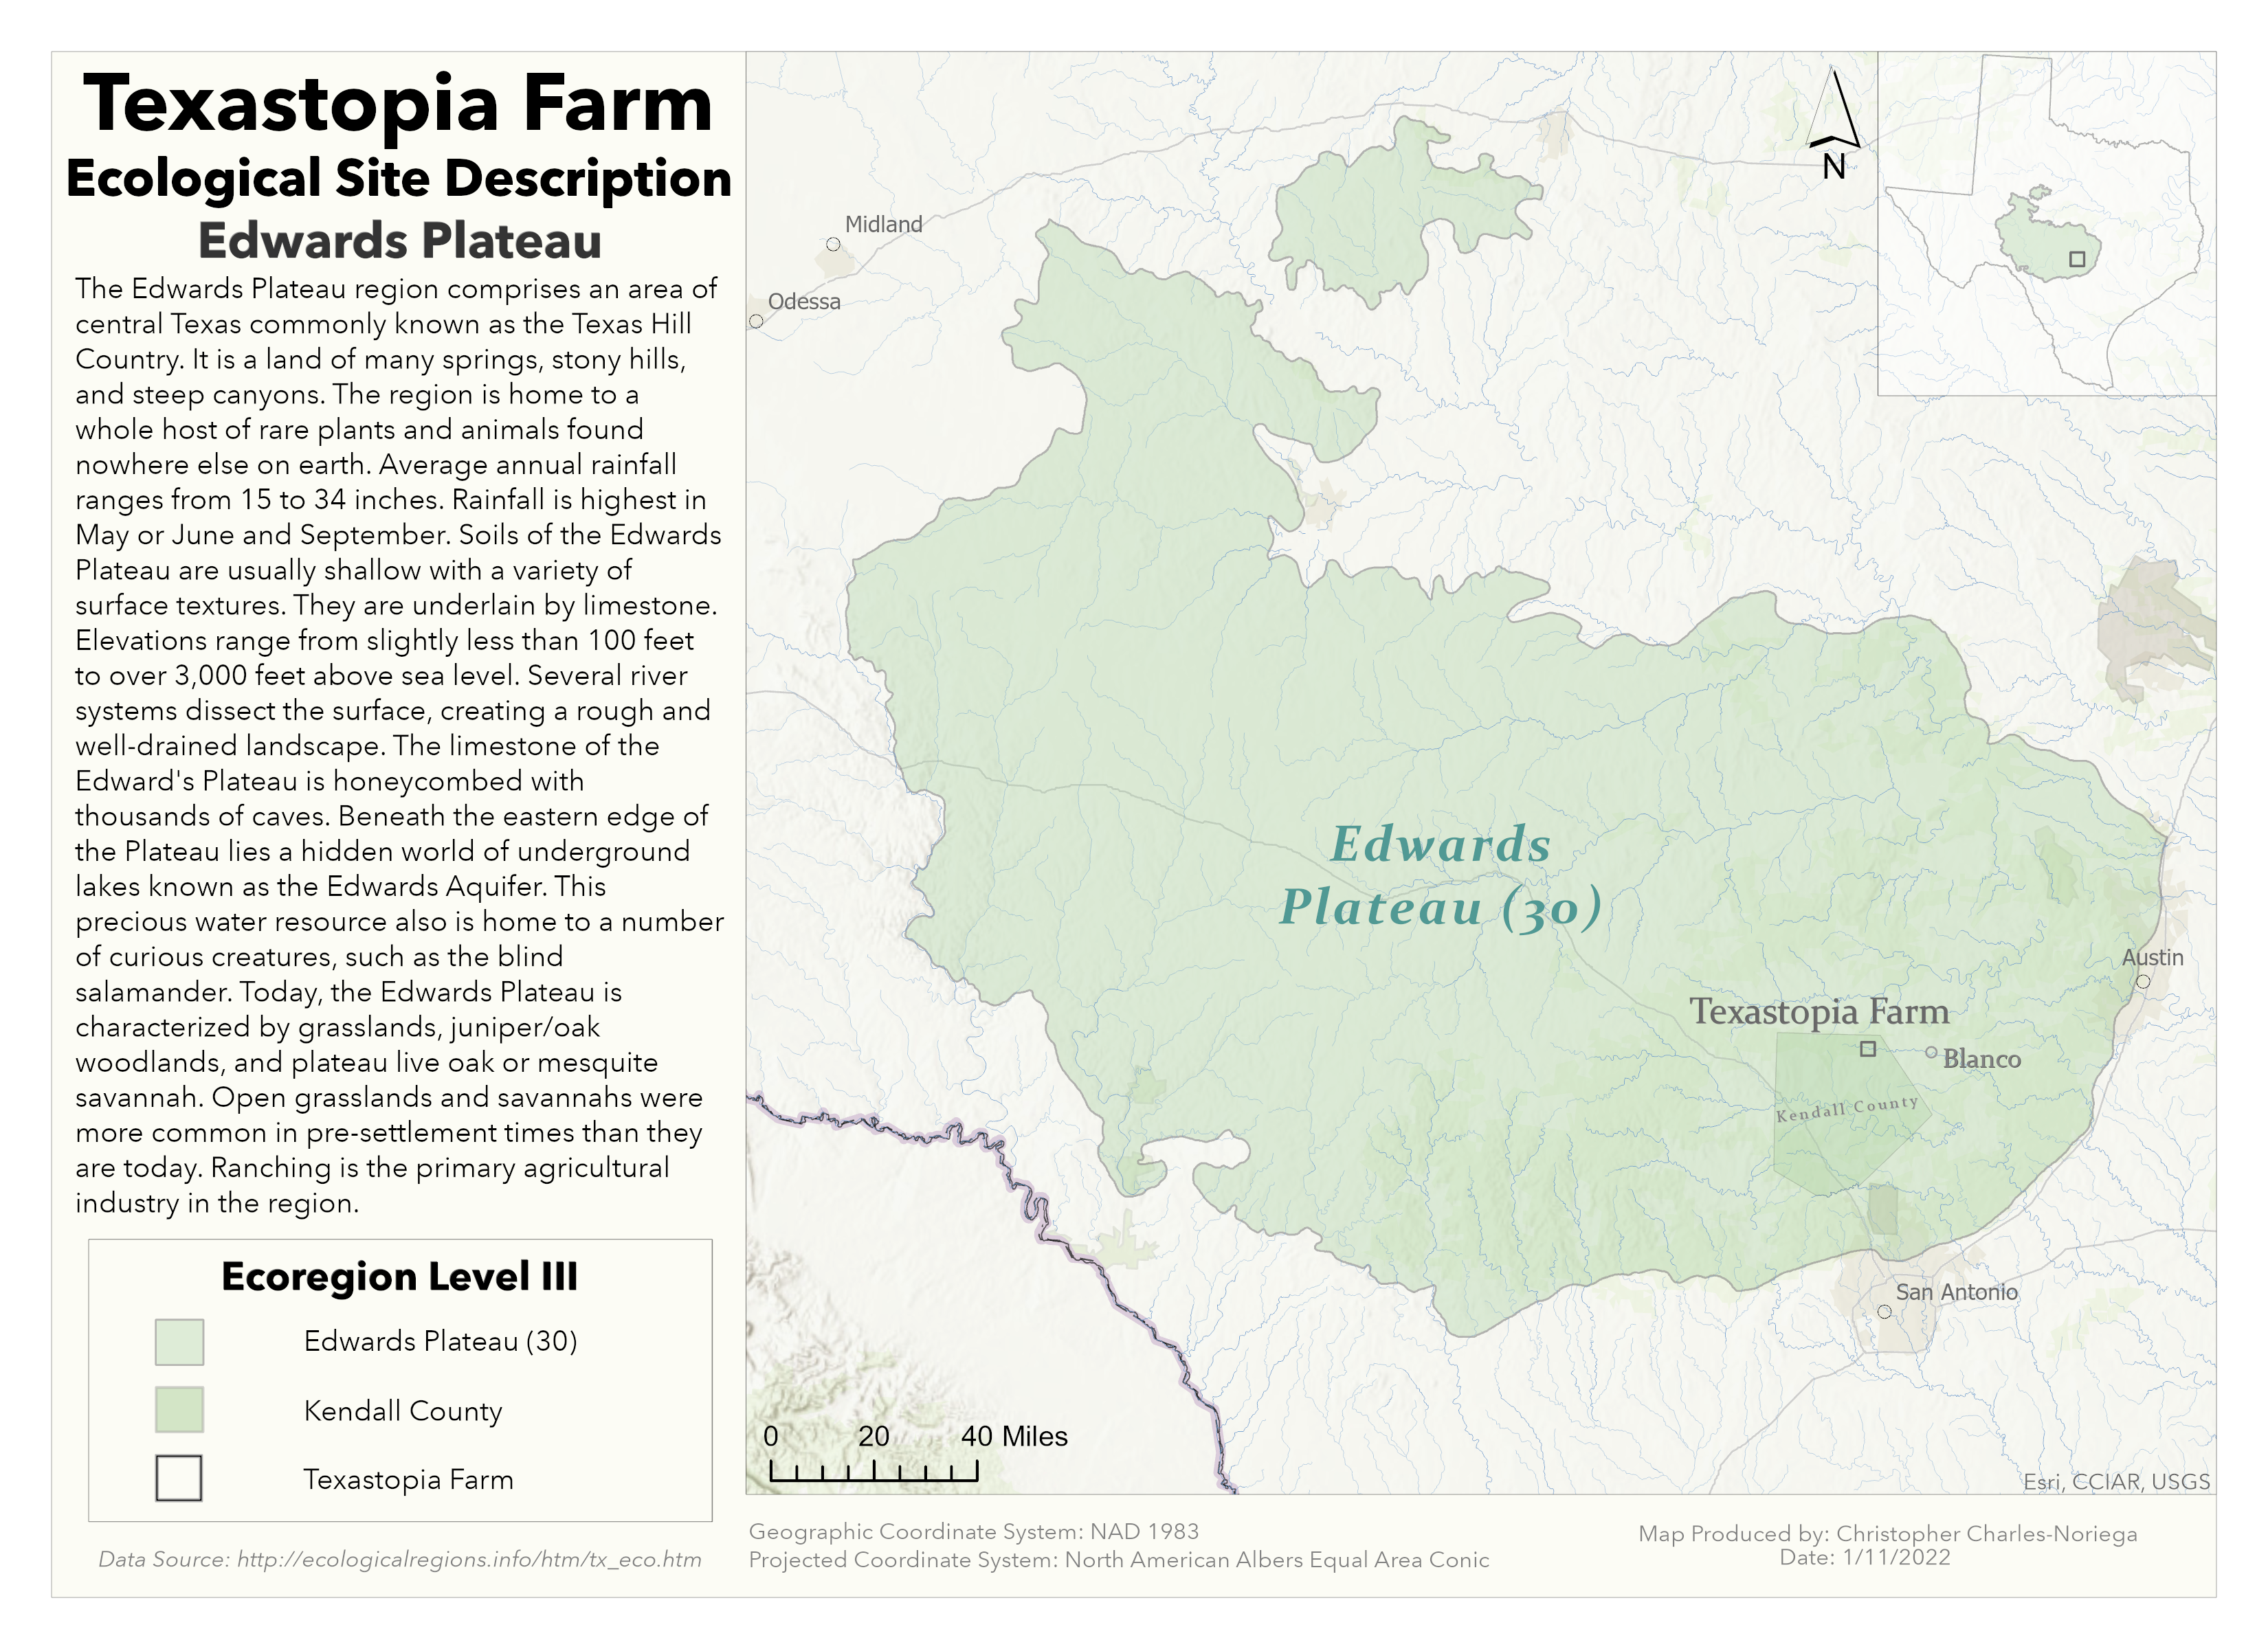 Texastopia Farm
Ecological Site Description
Edwards Plateau
The Edwards Plateau region comprises an area of
central Texas commonly known as the Texas Hill
Country. It is a land of many springs, stony hills,
and steep canyons. The region is home to a
whole host of rare plants and animals found
nowhere else on earth. Average annual rainfall
ranges from 15 to 34 inches. Rainfall is highest in
May or June and September. Soils of the Edwards
Plateau are usually shallow with a variety of
surface textures. They are underlain by limestone.
Elevations range from slightly less than 100 feet
to over 3,000 feet above sea level. Several river
systems dissect the surface, creating a rough and
well-drained landscape. The limestone of the
Edward's Plateau is honeycombed with
thousands of caves. Beneath the eastern edge of
the Plateau lies a hidden world of underground
lakes known as the Edwards Aquifer. This
precious water resource also is home to a number
of curious creatures, such as the blind
salamander. Today, the Edwards Plateau is
characterized by grasslands, juniper/oak
woodlands, and plateau live oak or mesquite
savannah. Open grasslands and savannahs were
more common in pre-settlement times than they
are today. Ranching is the primary agricultural
industry in the region.
Ecoregion Level III
Edwards Plateau (30)
Kendall County
Texastopia Farm
Data Source: http://ecologicalregions.info/htm/tx_eco.htm
N
Midland
Odessa
Edwards
Plateau (30)
Austin
Texastopia Farm
Blanco
Kendall County
San Antonio
0 20 40 Miles
Esri, CCIAR, USGS
Geographic Coordinate System: NAD 1983
Projected Coordinate System: North American Albers Equal Area Conic
Map Produced by: Christopher Charles-Noriega
Date: 1/11/2022